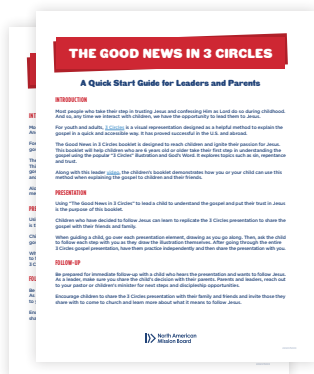 THE GOOD NEWS IN 3 CIRCLES
A Quick Start Guide for Leaders and Parents
INTRODUCTION
Most people who take their step in trusting Jesus and confessing Him as Lord do so during childhood.
And so, any time we interact with children, we have the opportunity to lead them to Jesus.
For youth and adults, 3 Circles is a visual representation designed as a helpful method to explain the
gospel in a quick and accessible way. It has proved successful in the U.S. and abroad.
The Good News in 3 Circles booklet is designed to reach children and ignite their passion for Jesus.
This booklet will help children who are 6 years old or older take their first step in understanding the
gospel using the popular "3 Circles" illustration and God's Word. It explores topics such as sin, repentance
and trust.
Along with this leader video, the children's booklet demonstrates how you or your child can use this
method when explaining the gospel to children and their friends.
PRESENTATION
Using "The Good News in 3 Circles" to lead a child to understand the gospel and put their trust in Jesus
is the purpose of this booklet.
Children who have decided to follow Jesus can learn to replicate the 3 Circles presentation to share the
gospel with their friends and family.
When guiding a child, go over each presentation element, drawing as you go along. Then, ask the child
to follow each step with you as they draw the illustration themselves. After going through the entire
3 Circles gospel presentation, have them practice independently and then share the presentation with you.
FOLLOW-UP
Be prepared for immediate follow-up with a child who hears the presentation and wants to follow Jesus.
As a leader, make sure you share the child's decision with their parents. Parents and leaders, reach out
to your pastor or children's minister for next steps and discipleship opportunities.
Encourage children to share the 3 Circles presentation with their family and friends and invite those they
share with to come to church and learn more about what it means to follow Jesus.
North American
Mission Board